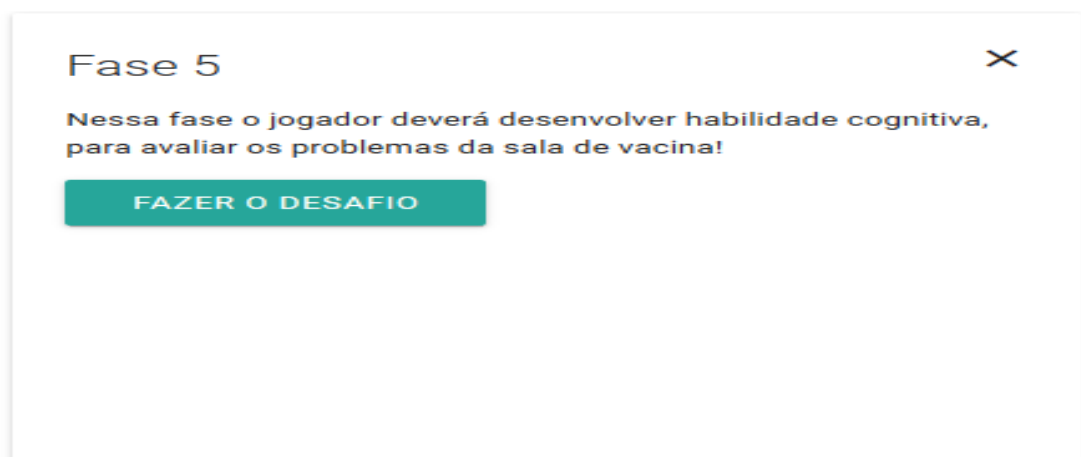 Fase 5
Nessa fase o jogador deverá desenvolver habilidade cognitiva,
para avaliar os problemas da sala de vacina!
FAZER O DESAFIO